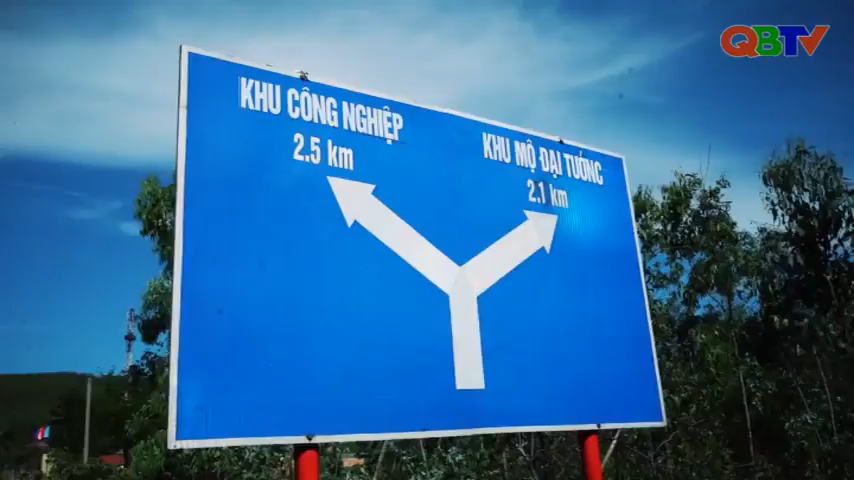 QBTV
KHU CÔNG NGHIỆP
2.5 km
KHU MỘ ĐẠI TƯỚNG
2.1 km